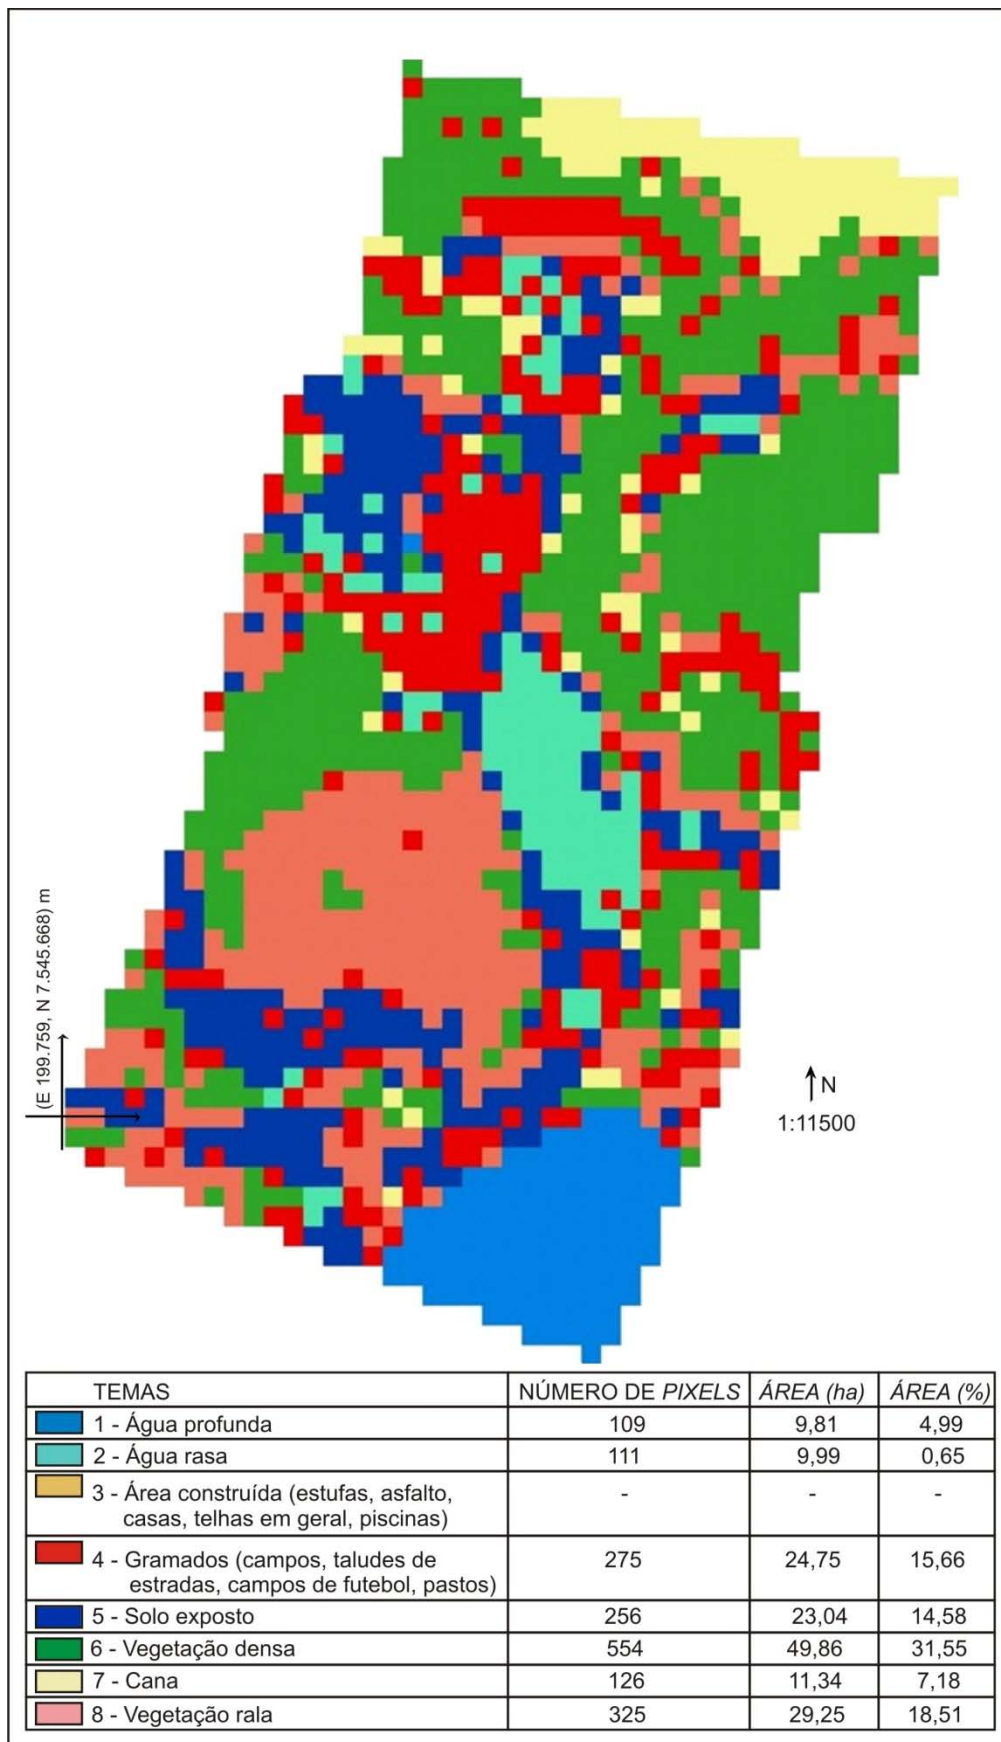 (E 199.759, N 7.545.668) m
N
1:11500
TEMAS NÚMERO DE PIXELS ÁREA (ha) ÁREA (%)
1 - Água profunda 109 9,81 4,99
2 - Água rasa 111 9,99 0,65
3 - Área construída (estufas, asfalto, - - -
casas, telhas em geral, piscinas)
4 - Gramados (campos, taludes de 275 24,75 15,66
estradas, campos de futebol, pastos)
5 - Solo exposto 256 23,04 14,58
6 - Vegetação densa 554 49,86 31,55
7 - Cana 126 11,34 7,18
8 - Vegetação rala 325 29,25 18,51